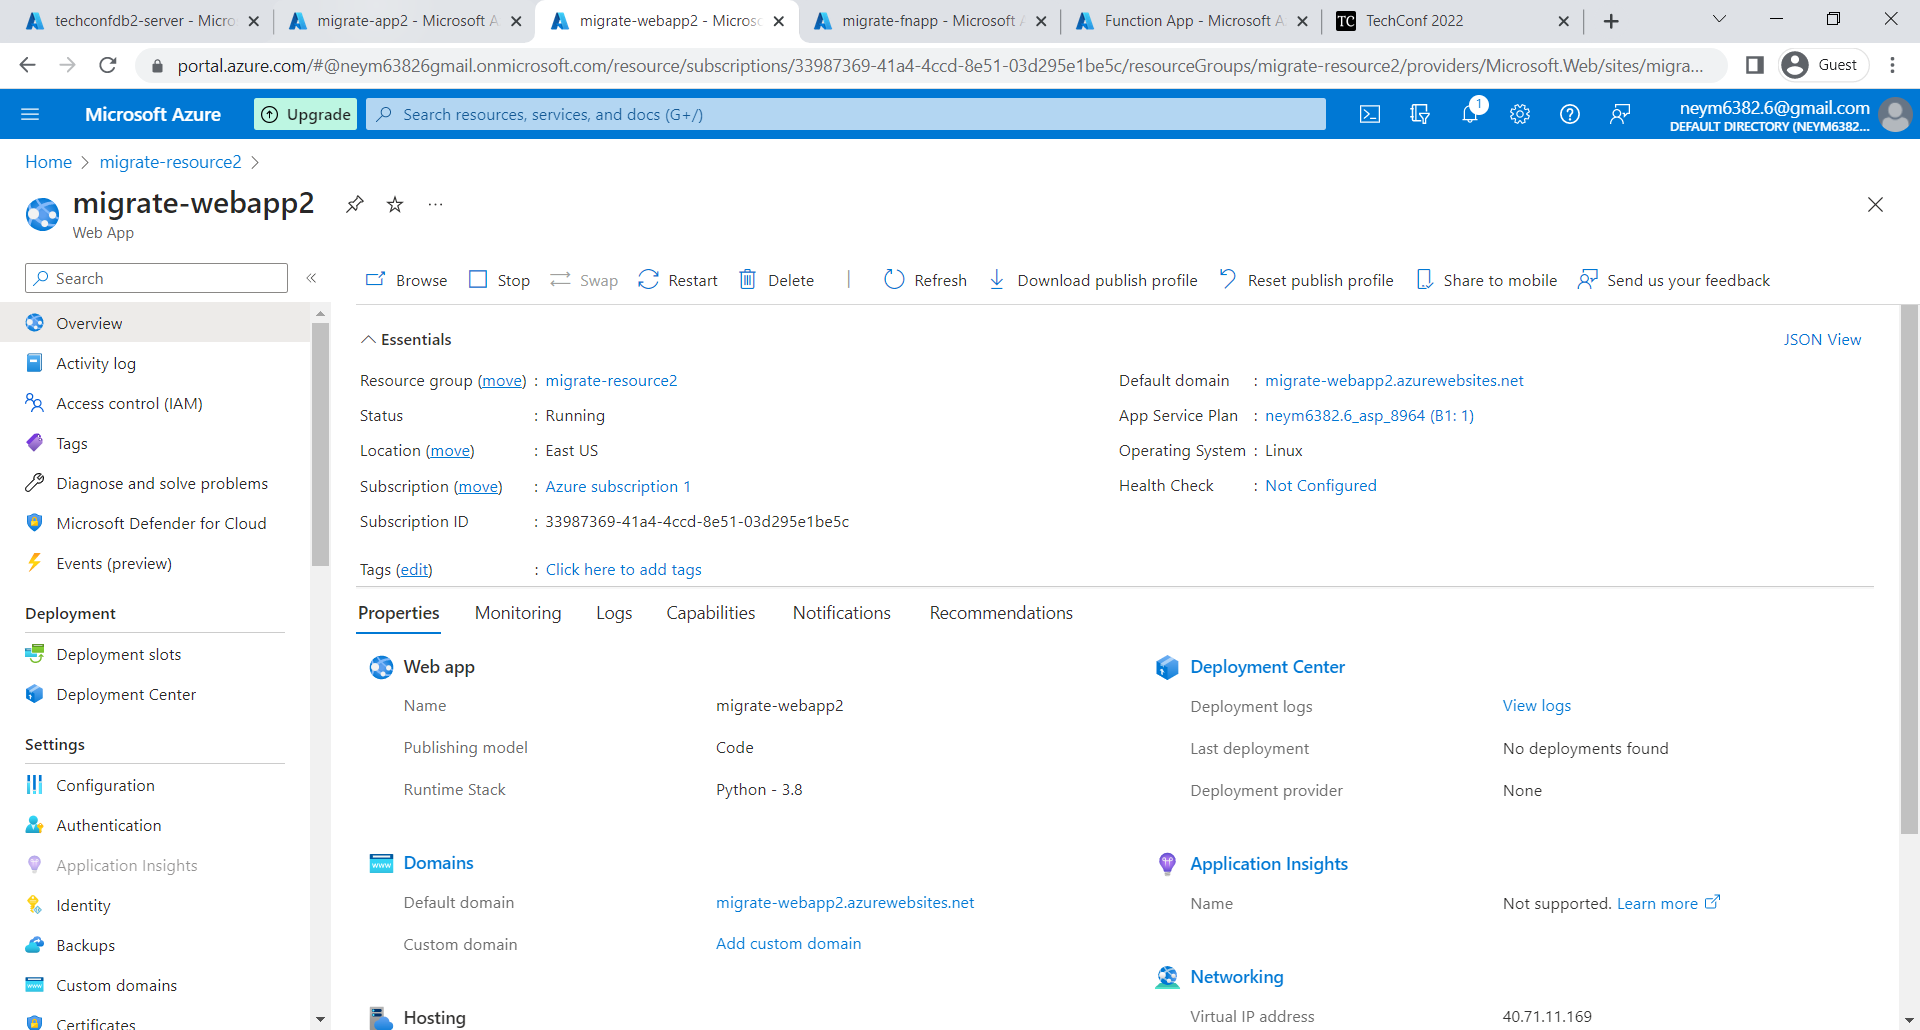 techconfdb2-server - Micro
migrate-app2 - Microsoft A
migrate-webapp2 - Microso
migrate-fnapp - Microsoft A
Function App - Microsoft A
TC TechConf 2022
portal.azure.com/#@neym63826gmail.onmicrosoft.com/resource/subscriptions/33987369-41a4-4ccd-8e51-03d295e1be5c/resourceGroups/migrate-resource2/providers/Microsoft.Web/sites/migra...
Guest
Microsoft Azure
Upgrade
Search resources, services, and docs (G+/)
1
neym6382.6@gmail.com
DEFAULT DIRECTORY (NEYM6382...
Home > migrate-resource2 >
migrate-webapp2
...
Web App
Search
«
Browse
Stop
Swap
Restart
Delete
Refresh
Download publish profile
Reset publish profile
Share to mobile
Send us your feedback
Overview
Activity log
Access control (IAM)
Tags
Diagnose and solve problems
Microsoft Defender for Cloud
Events (preview)
Deployment
Deployment slots
Deployment Center
Settings
Configuration
Authentication
Application Insights
Identity
Backups
Custom domains
Certificates
Essentials
JSON View
Resource group (move) : migrate-resource2
Status : Running
Location (move) : East US
Subscription (move) : Azure subscription 1
Subscription ID : 33987369-41a4-4ccd-8e51-03d295e1be5c
Tags (edit) : Click here to add tags
Default domain : migrate-webapp2.azurewebsites.net
App Service Plan : neym6382.6_asp_8964 (B1: 1)
Operating System : Linux
Health Check : Not Configured
Properties
Monitoring
Logs
Capabilities
Notifications
Recommendations
Web app
Name migrate-webapp2
Publishing model Code
Runtime Stack Python - 3.8
www Domains
Default domain migrate-webapp2.azurewebsites.net
Custom domain Add custom domain
Hosting
Deployment Center
Deployment logs View logs
Last deployment No deployments found
Deployment provider None
Application Insights
Name Not supported. Learn more
Networking
Virtual IP address 40.71.11.169